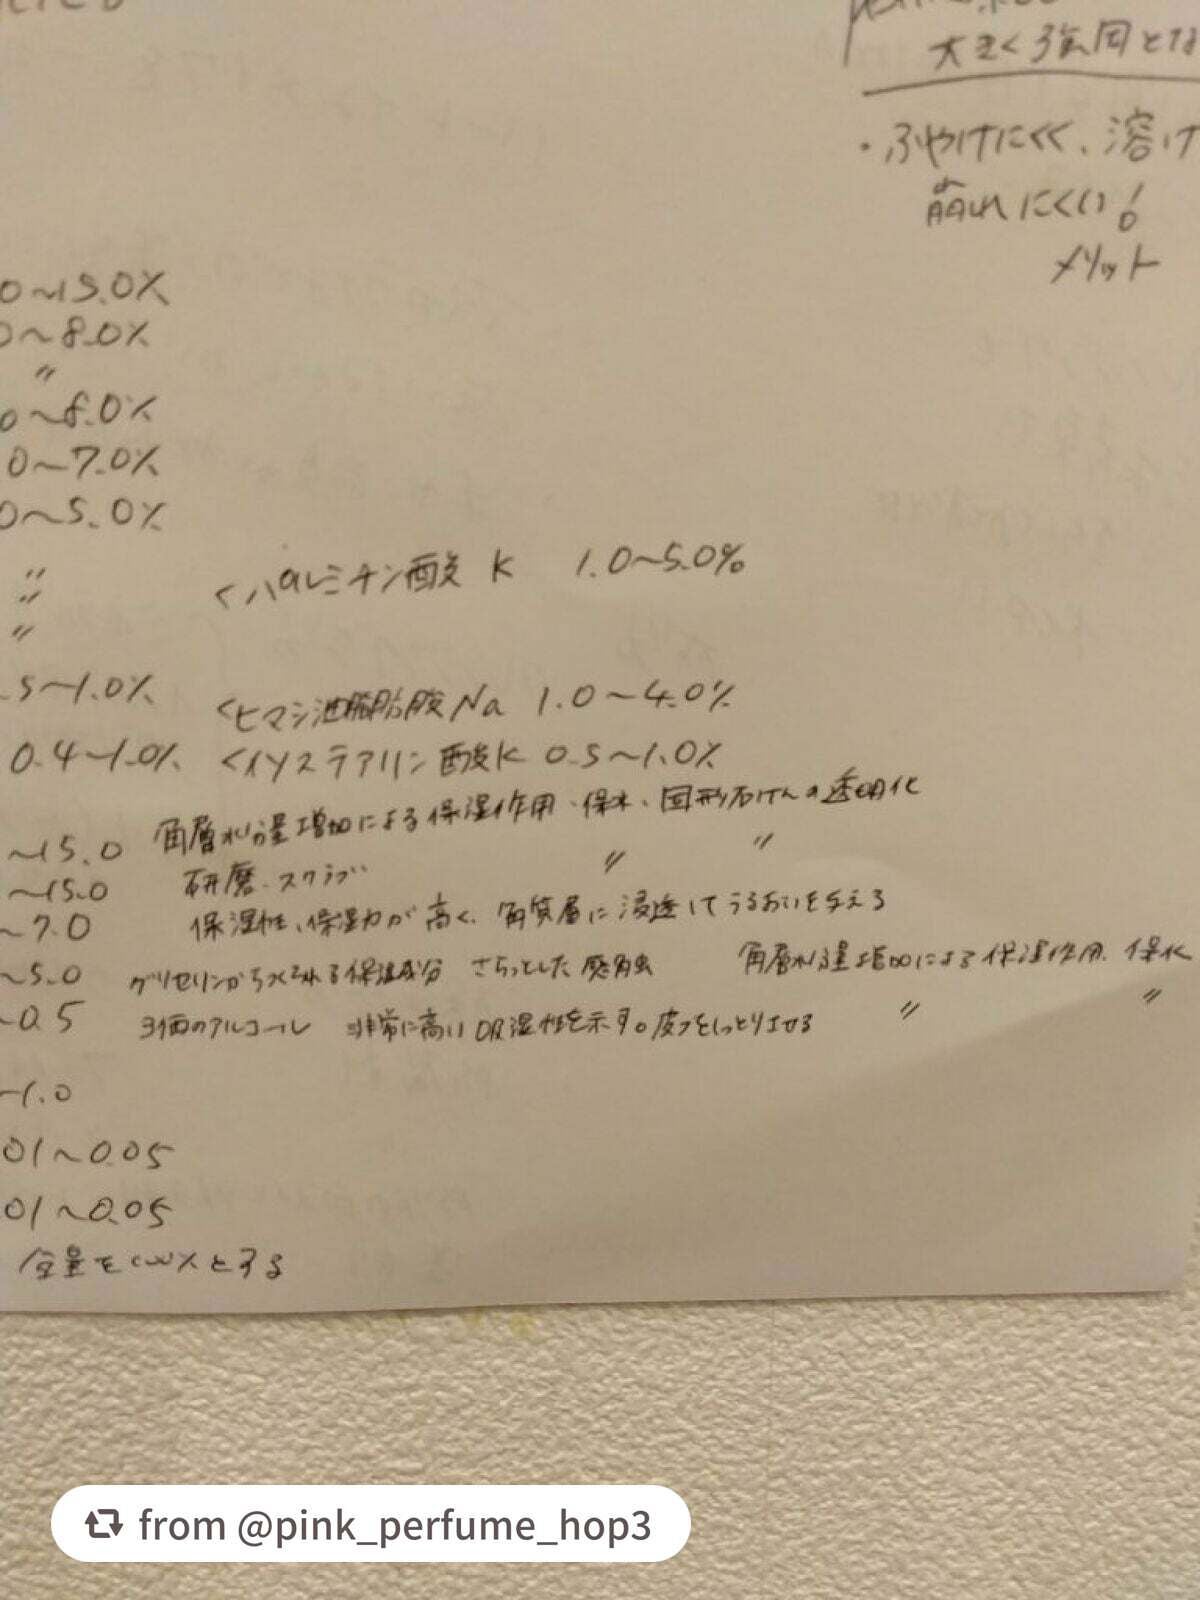 大きく強固とな
・ふやけにくく、溶け
崩れにくい!
メリット
0~15.0%
0~8.0%
〃
0~8.0%
0~7.0%
0~5.0%
〃 <パルミチン酸K 1.0~5.0%
〃
.5~1.0% <ヒマシ油脂肪酸Na 1.0~4.0%
0.4~1.0% <イソステアリン酸K 0.5~1.0%
~15.0 角層水分量増加による保湿作用・保水、固形石けんの透明化
~15.0 研磨.スクラブ 〃 〃
~7.0 保湿性、保湿力が高く、角質層に浸透してうるおいを与える
~5.0 グリセリンからつくられる保湿成分 さらっとした感触 角層水分量増加による保湿作用.保水
~0.5 3価のアルコール 非常に高い吸湿性を示す。皮フをしっとりさせる 〃 〃
~1.0
01~0.05
01~0.05
全量を100%とする
from @pink_perfume_hop3